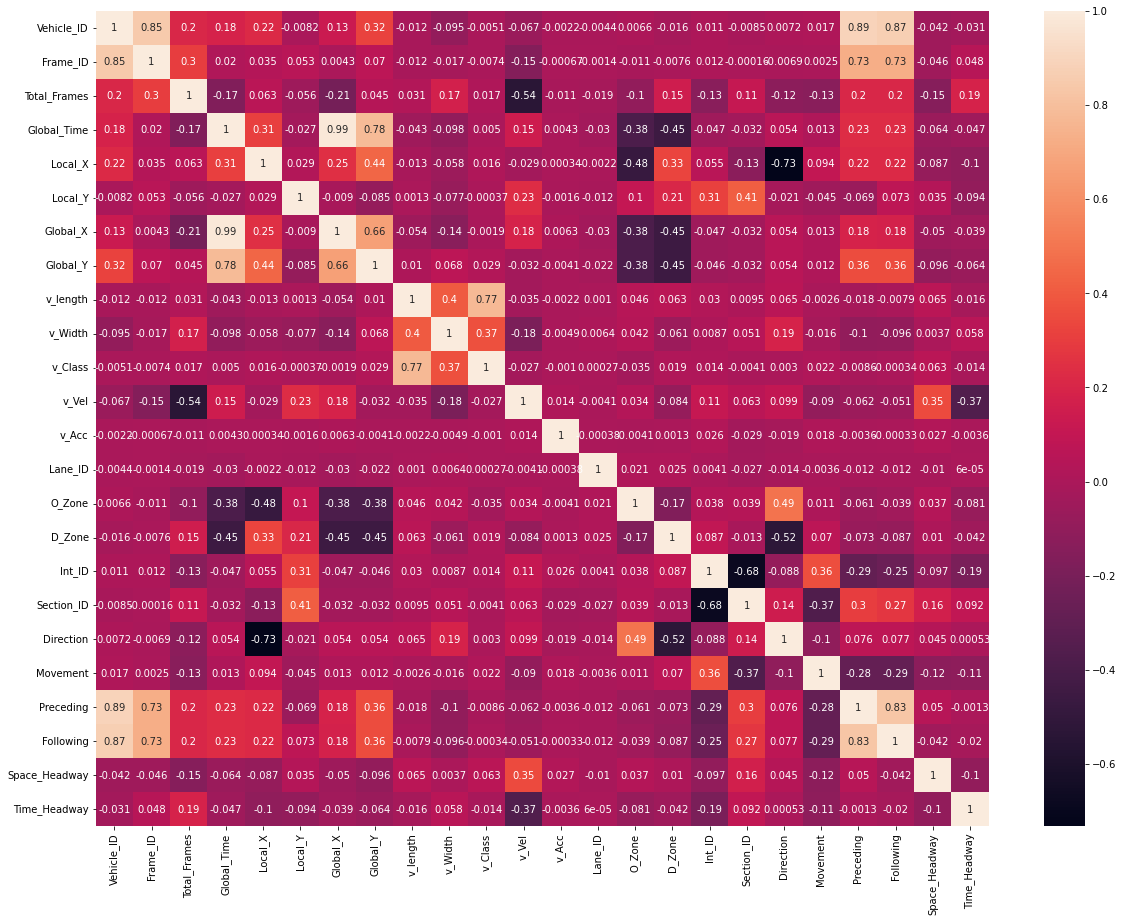 Vehicle_ID 1 0.85 0.2 0.18 0.22 -0.0082 0.13 0.32 -0.012 -0.095 -0.0051 -0.067 -0.0022 -0.0044 0.0066 -0.016 0.011 -0.0085 0.0072 0.017 0.89 0.87 -0.042 -0.031 1.0
Frame_ID 0.85 1 0.3 0.02 0.035 0.053 0.0043 0.07 -0.012 -0.017 -0.0074 -0.15 -0.00067 0.0014 -0.011 -0.0076 0.012 -0.00016 -0.0069 0.0025 0.73 0.73 -0.046 0.048
Total_Frames 0.2 0.3 1 -0.17 0.063 -0.056 -0.21 0.045 0.031 0.17 0.017 -0.54 -0.011 -0.019 -0.1 0.15 -0.13 0.11 -0.12 -0.13 0.2 0.2 -0.15 0.19 0.8
Global_Time 0.18 0.02 -0.17 1 0.31 -0.027 0.99 0.78 -0.043 -0.098 0.005 0.15 0.0043 -0.03 -0.38 -0.45 -0.047 -0.032 0.054 0.013 0.23 0.23 -0.064 -0.047
Local_X 0.22 0.035 0.063 0.31 1 0.029 0.25 0.44 -0.013 -0.058 0.016 -0.029 0.00034 0.0022 -0.48 0.33 0.055 -0.13 -0.73 0.094 0.22 0.22 -0.087 -0.1 0.6
Local_Y -0.0082 0.053 -0.056 -0.027 0.029 1 -0.009 -0.085 0.0013 -0.077 -0.00037 0.23 -0.0016 -0.012 0.1 0.21 0.31 0.41 -0.021 -0.045 -0.069 0.073 0.035 -0.094
Global_X 0.13 0.0043 -0.21 0.99 0.25 -0.009 1 0.66 -0.054 -0.14 -0.0019 0.18 0.0063 -0.03 -0.38 -0.45 -0.047 -0.032 0.054 0.013 0.18 0.18 -0.05 -0.039
Global_Y 0.32 0.07 0.045 0.78 0.44 -0.085 0.66 1 0.01 0.068 0.029 -0.032 -0.0041 -0.022 -0.38 -0.45 -0.046 -0.032 0.054 0.012 0.36 0.36 -0.096 -0.064 0.4
v_length -0.012 -0.012 0.031 -0.043 -0.013 0.0013 -0.054 0.01 1 0.4 0.77 -0.035 -0.0022 0.001 0.046 0.063 0.03 0.0095 0.065 -0.0026 -0.018 -0.0079 0.065 -0.016
v_Width -0.095 -0.017 0.17 -0.098 -0.058 -0.077 -0.14 0.068 0.4 1 0.37 -0.18 -0.0049 0.0064 0.042 -0.061 0.0087 0.051 0.19 -0.016 -0.1 -0.096 0.0037 0.058
v_Class -0.0051 -0.0074 0.017 0.005 0.016 -0.00037 -0.0019 0.029 0.77 0.37 1 -0.027 -0.001 0.00027 -0.035 0.019 0.014 -0.0041 0.003 0.022 -0.0086 -0.00034 0.063 -0.014 0.2
v_Vel -0.067 -0.15 -0.54 0.15 -0.029 0.23 0.18 -0.032 -0.035 -0.18 -0.027 1 0.014 -0.0041 0.034 -0.084 0.11 0.063 0.099 -0.09 -0.062 -0.051 0.35 -0.37
v_Acc -0.0022 -0.00067 -0.011 0.0043 0.00034 0.0016 0.0063 -0.0041 -0.0022 -0.0049 -0.001 0.014 1 -0.00038 -0.0041 0.0013 0.026 -0.029 -0.019 0.018 -0.0036 -0.00033 0.027 -0.0036
Lane_ID -0.0044 -0.0014 -0.019 -0.03 -0.0022 -0.012 -0.03 -0.022 0.001 0.0064 0.00027 -0.0041 -0.00038 1 0.021 0.025 0.0041 -0.027 -0.014 -0.0036 -0.012 -0.012 -0.01 6e-05 0.0
O_Zone 0.0066 -0.011 -0.1 -0.38 -0.48 0.1 -0.38 -0.38 0.046 0.042 -0.035 0.034 -0.0041 0.021 1 -0.17 0.038 0.039 0.49 0.011 -0.061 -0.039 0.037 -0.081
D_Zone -0.016 -0.0076 0.15 -0.45 0.33 0.21 -0.45 -0.45 0.063 -0.061 0.019 -0.084 0.0013 0.025 -0.17 1 0.087 -0.013 -0.52 0.07 -0.073 -0.087 0.01 -0.042
Int_ID 0.011 0.012 -0.13 -0.047 0.055 0.31 -0.047 -0.046 0.03 0.0087 0.014 0.11 0.026 0.0041 0.038 0.087 1 -0.68 -0.088 0.36 -0.29 -0.25 -0.097 -0.19 -0.2
Section_ID -0.0085 -0.00016 0.11 -0.032 -0.13 0.41 -0.032 -0.032 0.0095 0.051 -0.0041 0.063 -0.029 -0.027 0.039 -0.013 -0.68 1 0.14 -0.37 0.3 0.27 0.16 0.092
Direction 0.0072 -0.0069 -0.12 0.054 -0.73 -0.021 0.054 0.054 0.065 0.19 0.003 0.099 -0.019 -0.014 0.49 -0.52 -0.088 0.14 1 -0.1 0.076 0.077 0.045 0.00053
Movement 0.017 0.0025 -0.13 0.013 0.094 -0.045 0.013 0.012 -0.0026 -0.016 0.022 -0.09 0.018 -0.0036 0.011 0.07 0.36 -0.37 -0.1 1 -0.28 -0.29 -0.12 -0.11 -0.4
Preceding 0.89 0.73 0.2 0.23 0.22 -0.069 0.18 0.36 -0.018 -0.1 -0.0086 -0.062 -0.0036 -0.012 -0.061 -0.073 -0.29 0.3 0.076 -0.28 1 0.83 0.05 -0.0013
Following 0.87 0.73 0.2 0.23 0.22 0.073 0.18 0.36 -0.0079 -0.096 -0.00034 -0.051 -0.00033 -0.012 -0.039 -0.087 -0.25 0.27 0.077 -0.29 0.83 1 -0.042 -0.02
Space_Headway -0.042 -0.046 -0.15 -0.064 -0.087 0.035 -0.05 -0.096 0.065 0.0037 0.063 0.35 0.027 -0.01 0.037 0.01 -0.097 0.16 0.045 -0.12 0.05 -0.042 1 -0.1 -0.6
Time_Headway -0.031 0.048 0.19 -0.047 -0.1 -0.094 -0.039 -0.064 -0.016 0.058 -0.014 -0.37 -0.0036 6e-05 -0.081 -0.042 -0.19 0.092 0.00053 -0.11 -0.0013 -0.02 -0.1 1
Vehicle_ID Frame_ID Total_Frames Global_Time Local_X Local_Y Global_X Global_Y v_length v_Width v_Class v_Vel v_Acc Lane_ID O_Zone D_Zone Int_ID Section_ID Direction Movement Preceding Following Space_Headway Time_Headway